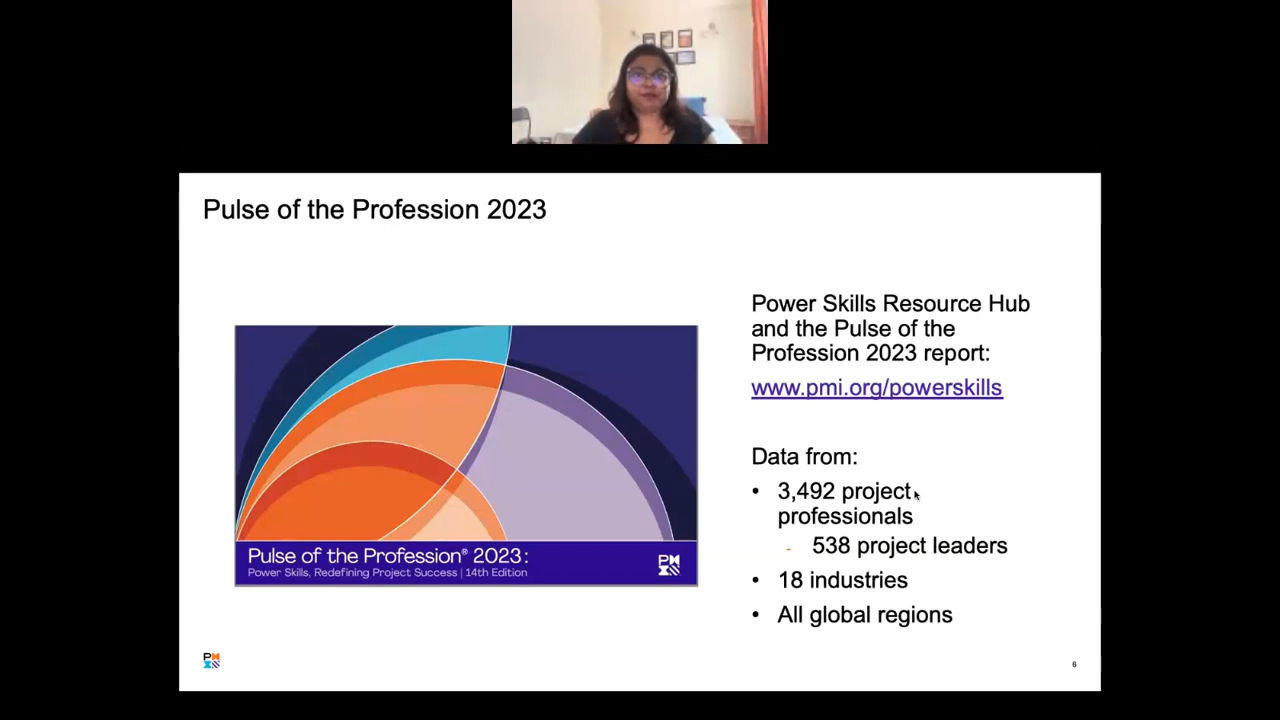 Pulse of the Profession 2023
Power Skills Resource Hub
and the Pulse of the
Profession 2023 report:
www.pmi.org/powerskills
Data from:
• 3,492 project
professionals
- 538 project leaders
• 18 industries
• All global regions
Pulse of the Profession® 2023:
Power Skills, Redefining Project Success | 14th Edition
PM
6